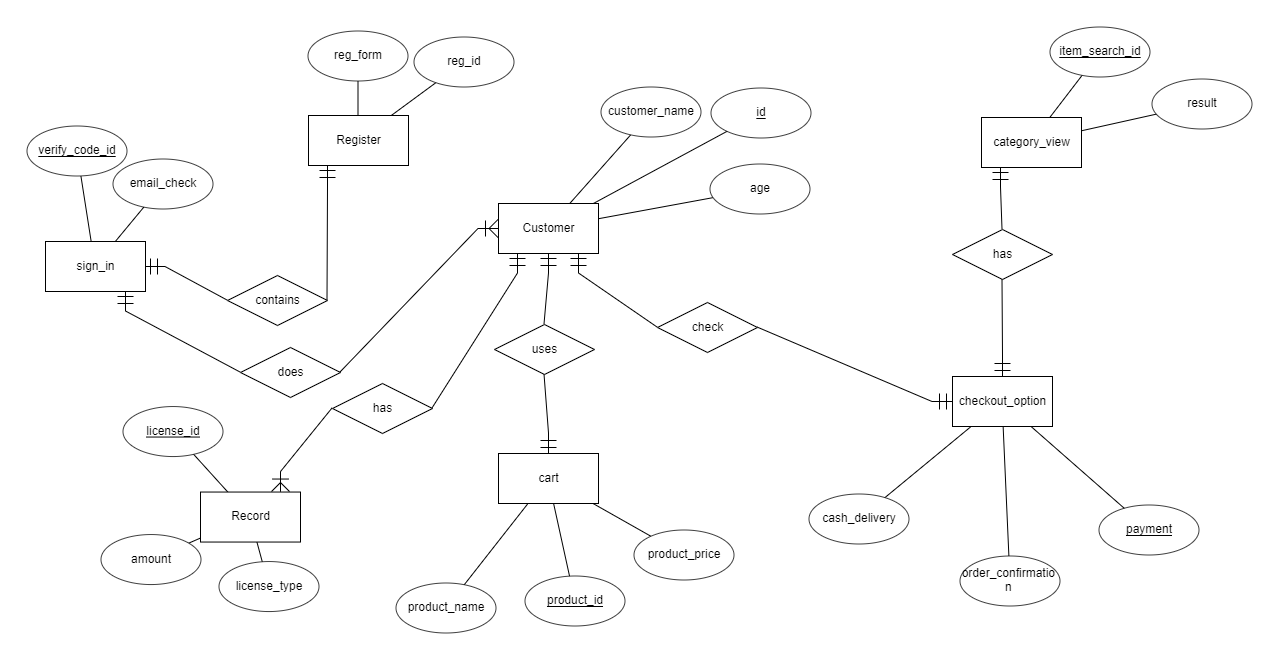 item_search_id
reg_form
reg_id
result
customer_name
id
Register
category_view
verify_code_id
email_check
age
Customer
sign_in
has
contains
check
uses
does
has
checkout_option
license_id
cart
Record
cash_delivery
payment
product_price
amount
order_confirmatio
n
license_type
product_name
product_id